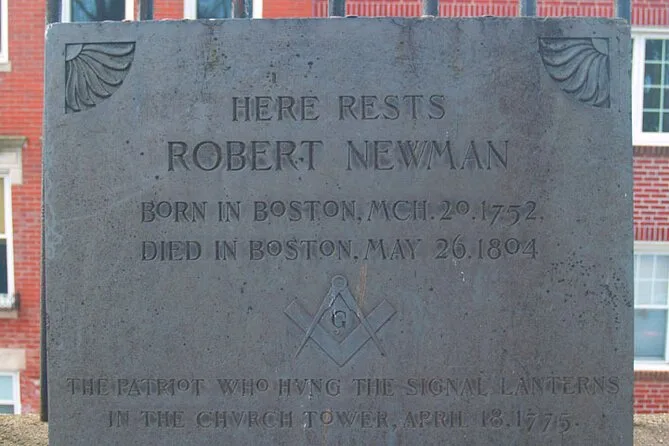 HERE RESTS
ROBERT NEWMAN
BORN IN BOSTON, MCH. 20. 1752,
DIED IN BOSTON, MAY 26. 1804
G
THE PATRIOT WHO HVNG THE SIGNAL LANTERNS
IN THE CHVRCH TOWER, APRIL 18. 1775.